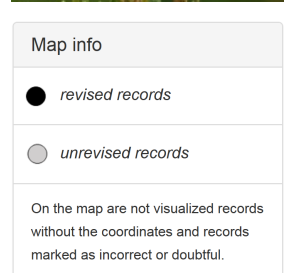 Map info
revised records
unrevised records
On the map are not visualized records
without the coordinates and records
marked as incorrect or doubtful.